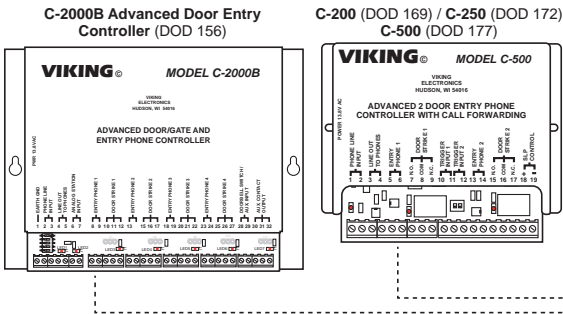 C-2000B Advanced Door Entry
Controller (DOD 156)
VIKING®
MODEL C-2000B
VIKING
ELECTRONICS
HUDSON, WI 54016
ADVANCED DOOR/GATE AND
ENTRY PHONE CONTROLLER
PWR 13.8VAC
EARTH GND
PHONE LINE
INPUT
LINE OUT
TO PHONES
GUARD STATION
INPUT
ENTRY PHONE 1
DOOR STRIKE 1
ENTRY PHONE 2
DOOR STRIKE 2
ENTRY PHONE 3
DOOR STRIKE 3
ENTRY PHONE 4
DOOR STRIKE 4
DOORBELL SWITCH/
AUX INPUT
AUX CONTACT
OUTPUT
1 2 3 4 5 6 7 8 9 10 11 12 13 15 16 17 18 20 21 22 23 25 26 27 28 29 30 31 32
C-200 (DOD 169) / C-250 (DOD 172)
C-500 (DOD 177)
VIKING®
MODEL C-500
VIKING
ELECTRONICS
HUDSON, WI 54016
ADVANCED 2 DOOR ENTRY PHONE
CONTROLLER WITH CALL FORWARDING
POWER 13.8V AC
PHONE LINE
INPUT
LINE OUT
TO PHONES
ENTRY
PHONE 1
N.O.
COM
N.C.
DOOR
STRIKE 1
TRIGGER
INPUT 1
TRIGGER
INPUT 2
ENTRY
PHONE 2
N.O.
COM
N.C.
DOOR
STRIKE 2
SLP
CONTROL
1 2 3 4 5 6 7 8 9 10 11 12 13 14 15 16 17 18 19